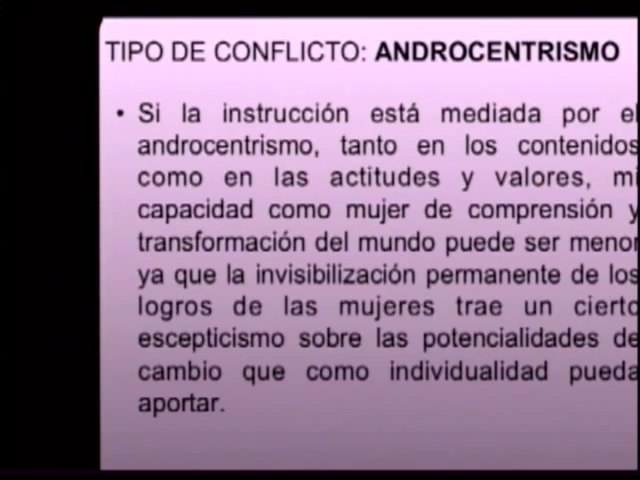 TIPO DE CONFLICTO: ANDROCENTRISMO
• Si la instrucción está mediada por el
androcentrismo, tanto en los contenidos
como en las actitudes y valores, mi
capacidad como mujer de comprensión y
transformación del mundo puede ser menor
ya que la invisibilización permanente de los
logros de las mujeres trae un cierto
escepticismo sobre las potencialidades de
cambio que como individualidad pueda
aportar.